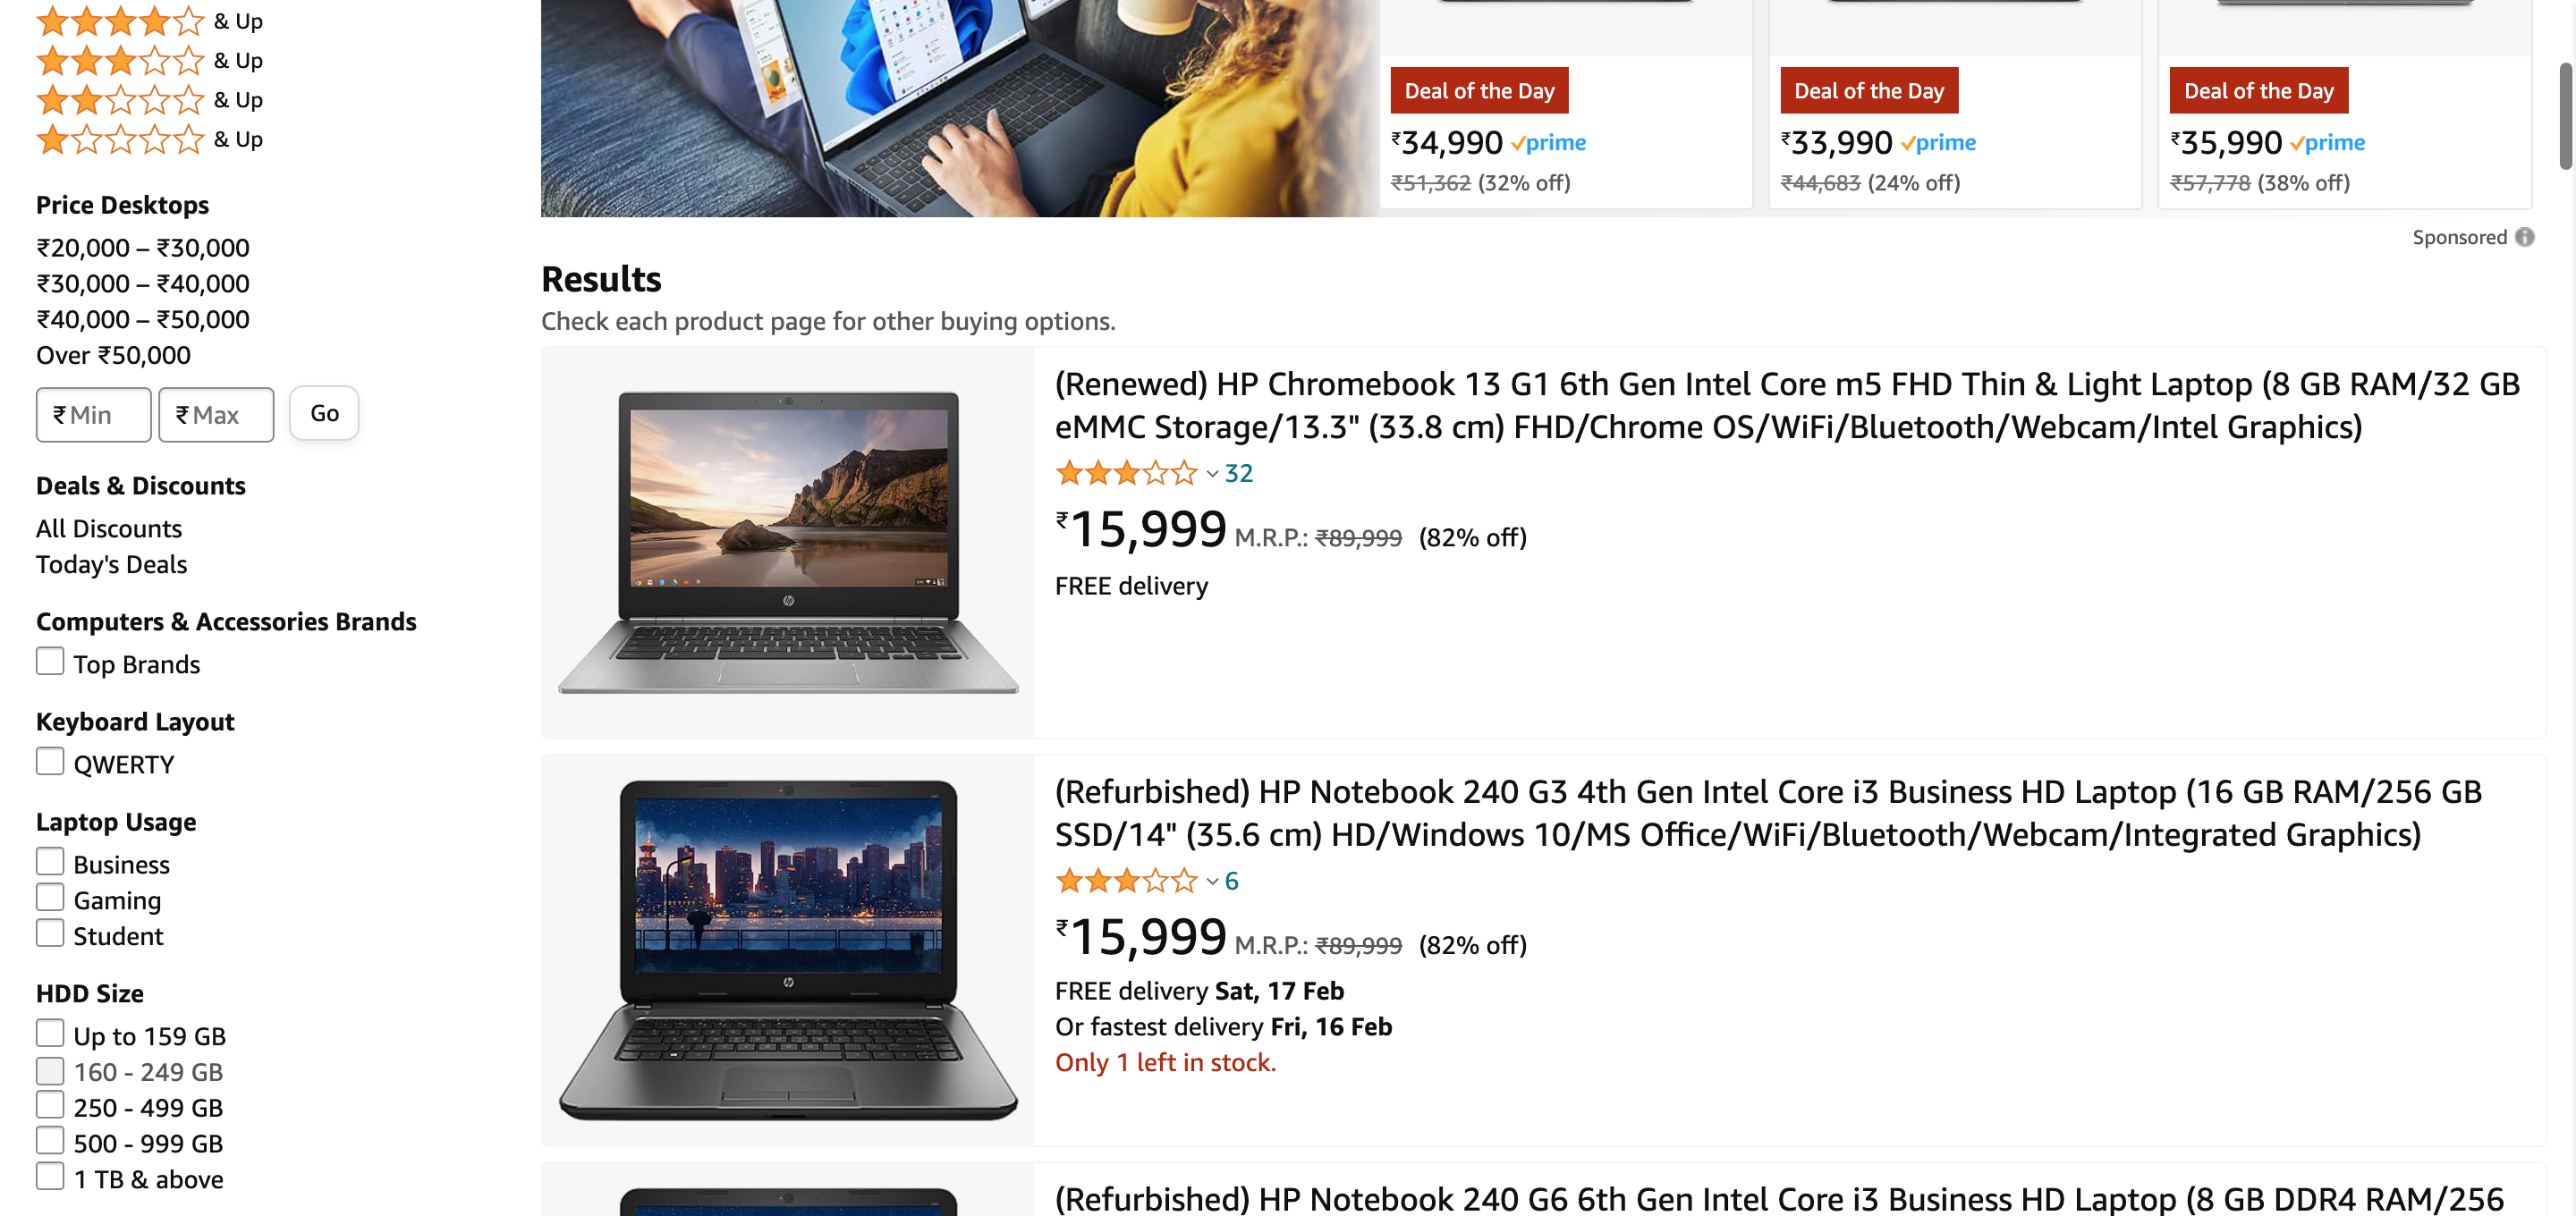 & Up
& Up
& Up
& Up
Price Desktops
₹20,000 – ₹30,000
₹30,000 – ₹40,000
₹40,000 – ₹50,000
Over ₹50,000
₹ Min ₹ Max Go
Deals & Discounts
All Discounts
Today's Deals
Computers & Accessories Brands
Top Brands
Keyboard Layout
QWERTY
Laptop Usage
Business
Gaming
Student
HDD Size
Up to 159 GB
160 - 249 GB
250 - 499 GB
500 - 999 GB
1 TB & above
Deal of the Day
₹34,990 prime
₹51,362 (32% off)
Deal of the Day
₹33,990 prime
₹44,683 (24% off)
Deal of the Day
₹35,990 prime
₹57,778 (38% off)
Sponsored
Results
Check each product page for other buying options.
(Renewed) HP Chromebook 13 G1 6th Gen Intel Core m5 FHD Thin & Light Laptop (8 GB RAM/32 GB
eMMC Storage/13.3" (33.8 cm) FHD/Chrome OS/WiFi/Bluetooth/Webcam/Intel Graphics)
32
₹15,999 M.R.P.: ₹89,999 (82% off)
FREE delivery
hp
(Refurbished) HP Notebook 240 G3 4th Gen Intel Core i3 Business HD Laptop (16 GB RAM/256 GB
SSD/14" (35.6 cm) HD/Windows 10/MS Office/WiFi/Bluetooth/Webcam/Integrated Graphics)
6
₹15,999 M.R.P.: ₹89,999 (82% off)
FREE delivery Sat, 17 Feb
Or fastest delivery Fri, 16 Feb
Only 1 left in stock.
hp
(Refurbished) HP Notebook 240 G6 6th Gen Intel Core i3 Business HD Laptop (8 GB DDR4 RAM/256